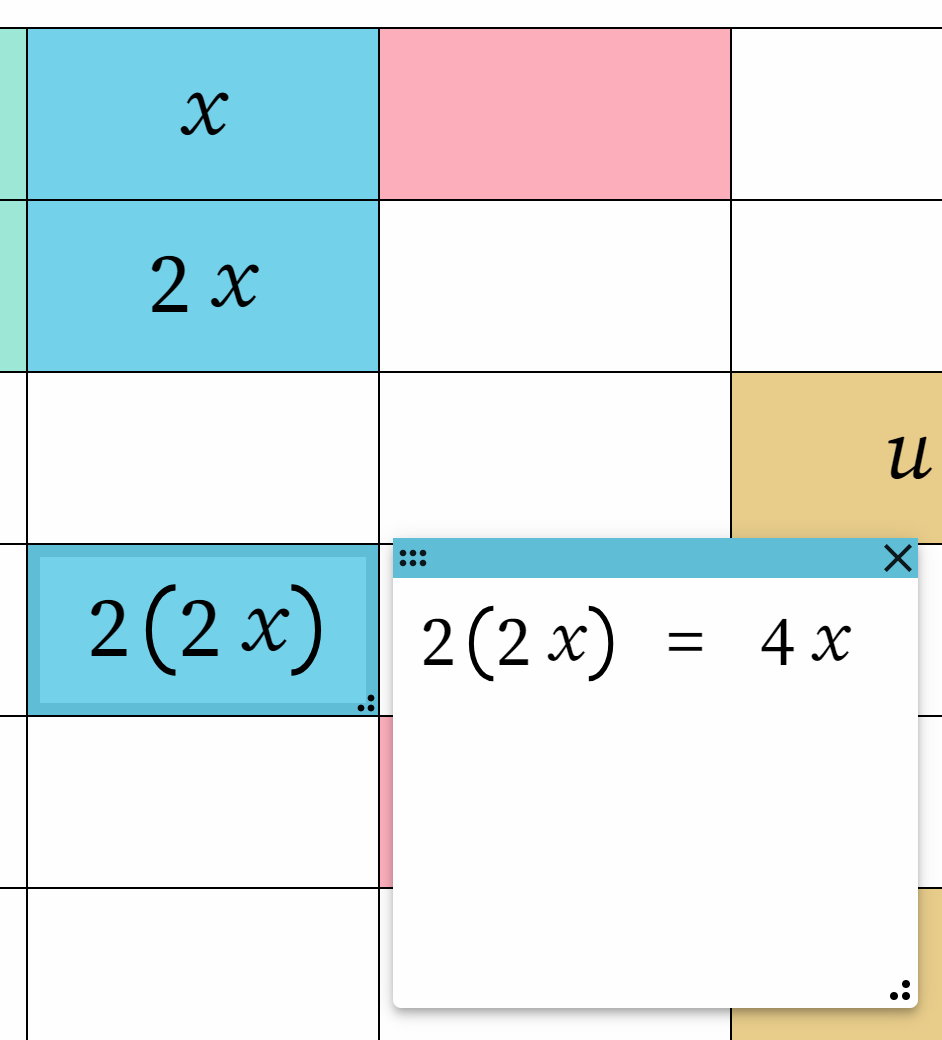 x
2 x
u
2(2 x)
2(2 x) = 4 x